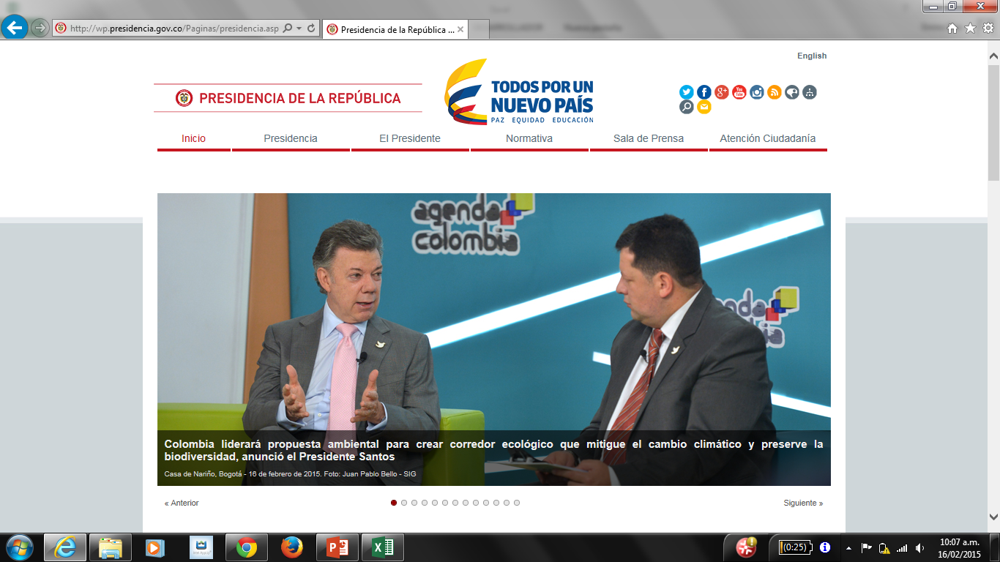 http://wp.presidencia.gov.co/Paginas/presidencia.asp
Presidencia de la República ...
English
PRESIDENCIA DE LA REPÚBLICA
TODOS POR UN
NUEVO PAÍS
PAZ EQUIDAD EDUCACIÓN
You
Inicio
Presidencia
El Presidente
Normativa
Sala de Prensa
Atención Ciudadanía
agenda
colombia
agenda
colombia
Colombia liderará propuesta ambiental para crear corredor ecológico que mitigue el cambio climático y preserve la
biodiversidad, anunció el Presidente Santos
Casa de Nariño, Bogotá - 16 de febrero de 2015. Foto: Juan Pablo Bello - SIG
« Anterior
Siguiente »
(0:25)
10:07 a.m.
16/02/2015